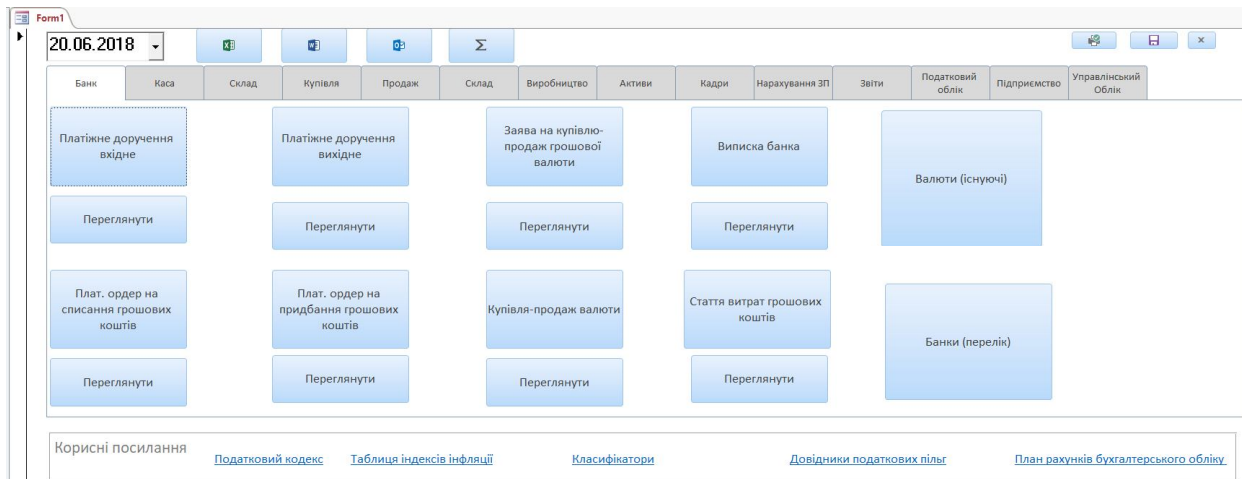 Form1
20.06.2018
Σ
Банк Каса Склад Купівля Продаж Склад Виробництво Активи Кадри Нарахування ЗП Звіти Податковий облік Підприємство Управлінський Облік
Платіжне доручення
вхідне
Платіжне доручення
вихідне
Заява на купівлю-
продаж грошової
валюти
Виписка банка
Валюти (існуючі)
Переглянути
Переглянути
Переглянути
Переглянути
Плат. ордер на
списання грошових
коштів
Плат. ордер на
придбання грошових
коштів
Купівля-продаж валюти
Стаття витрат грошових
коштів
Банки (перелік)
Переглянути
Переглянути
Переглянути
Переглянути
Корисні посилання
Податковий кодекс Таблиця індексів інфляції Класифікатори Довідники податкових пільг План рахунків бухгалтерського обліку